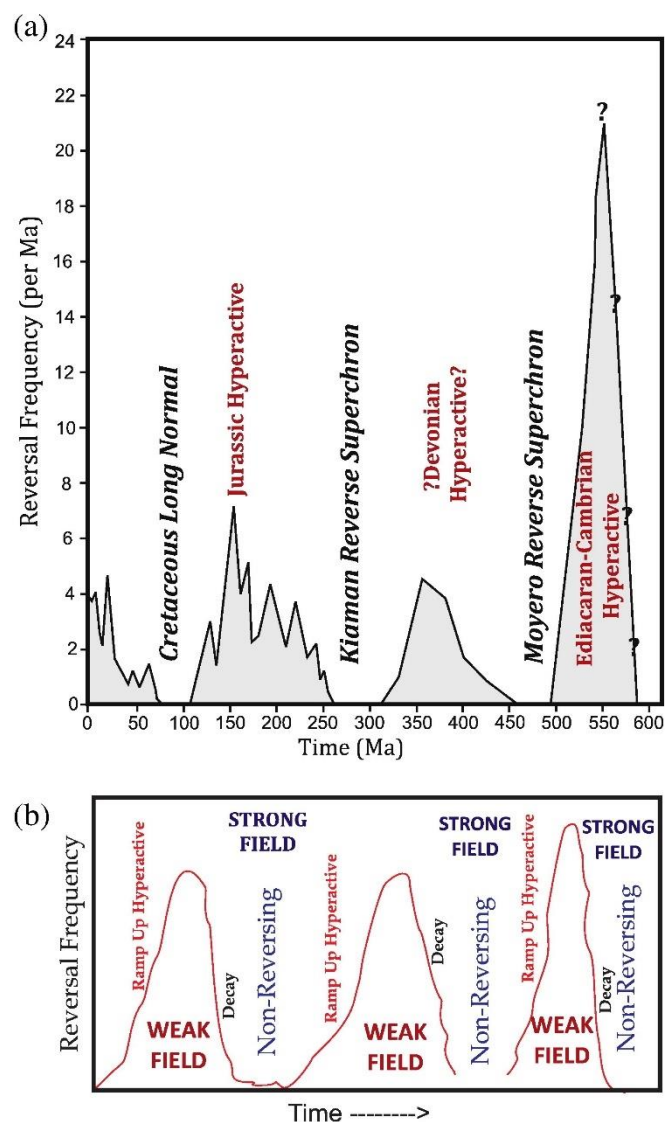 (a)
24
22
20
18
16
14
12
10
8
6
4
2
0
Reversal Frequency (per Ma)
Cretaceous Long Normal
Jurassic Hyperactive
Kiaman Reverse Superchron
?Devonian
Hyperactive?
Moyero Reverse Superchron
Ediacaran-Cambrian
Hyperactive
?
?
?
?
0 50 100 150 200 250 300 350 400 450 500 550 600
Time (Ma)
(b)
Reversal Frequency
Ramp Up Hyperactive
WEAK
FIELD
Decay
STRONG
FIELD
Non-Reversing
Ramp Up Hyperactive
WEAK
FIELD
Decay
STRONG
FIELD
Non-Reversing
Ramp Up Hyperactive
WEAK
FIELD
Decay
STRONG
FIELD
Non-Reversing
Time -------->